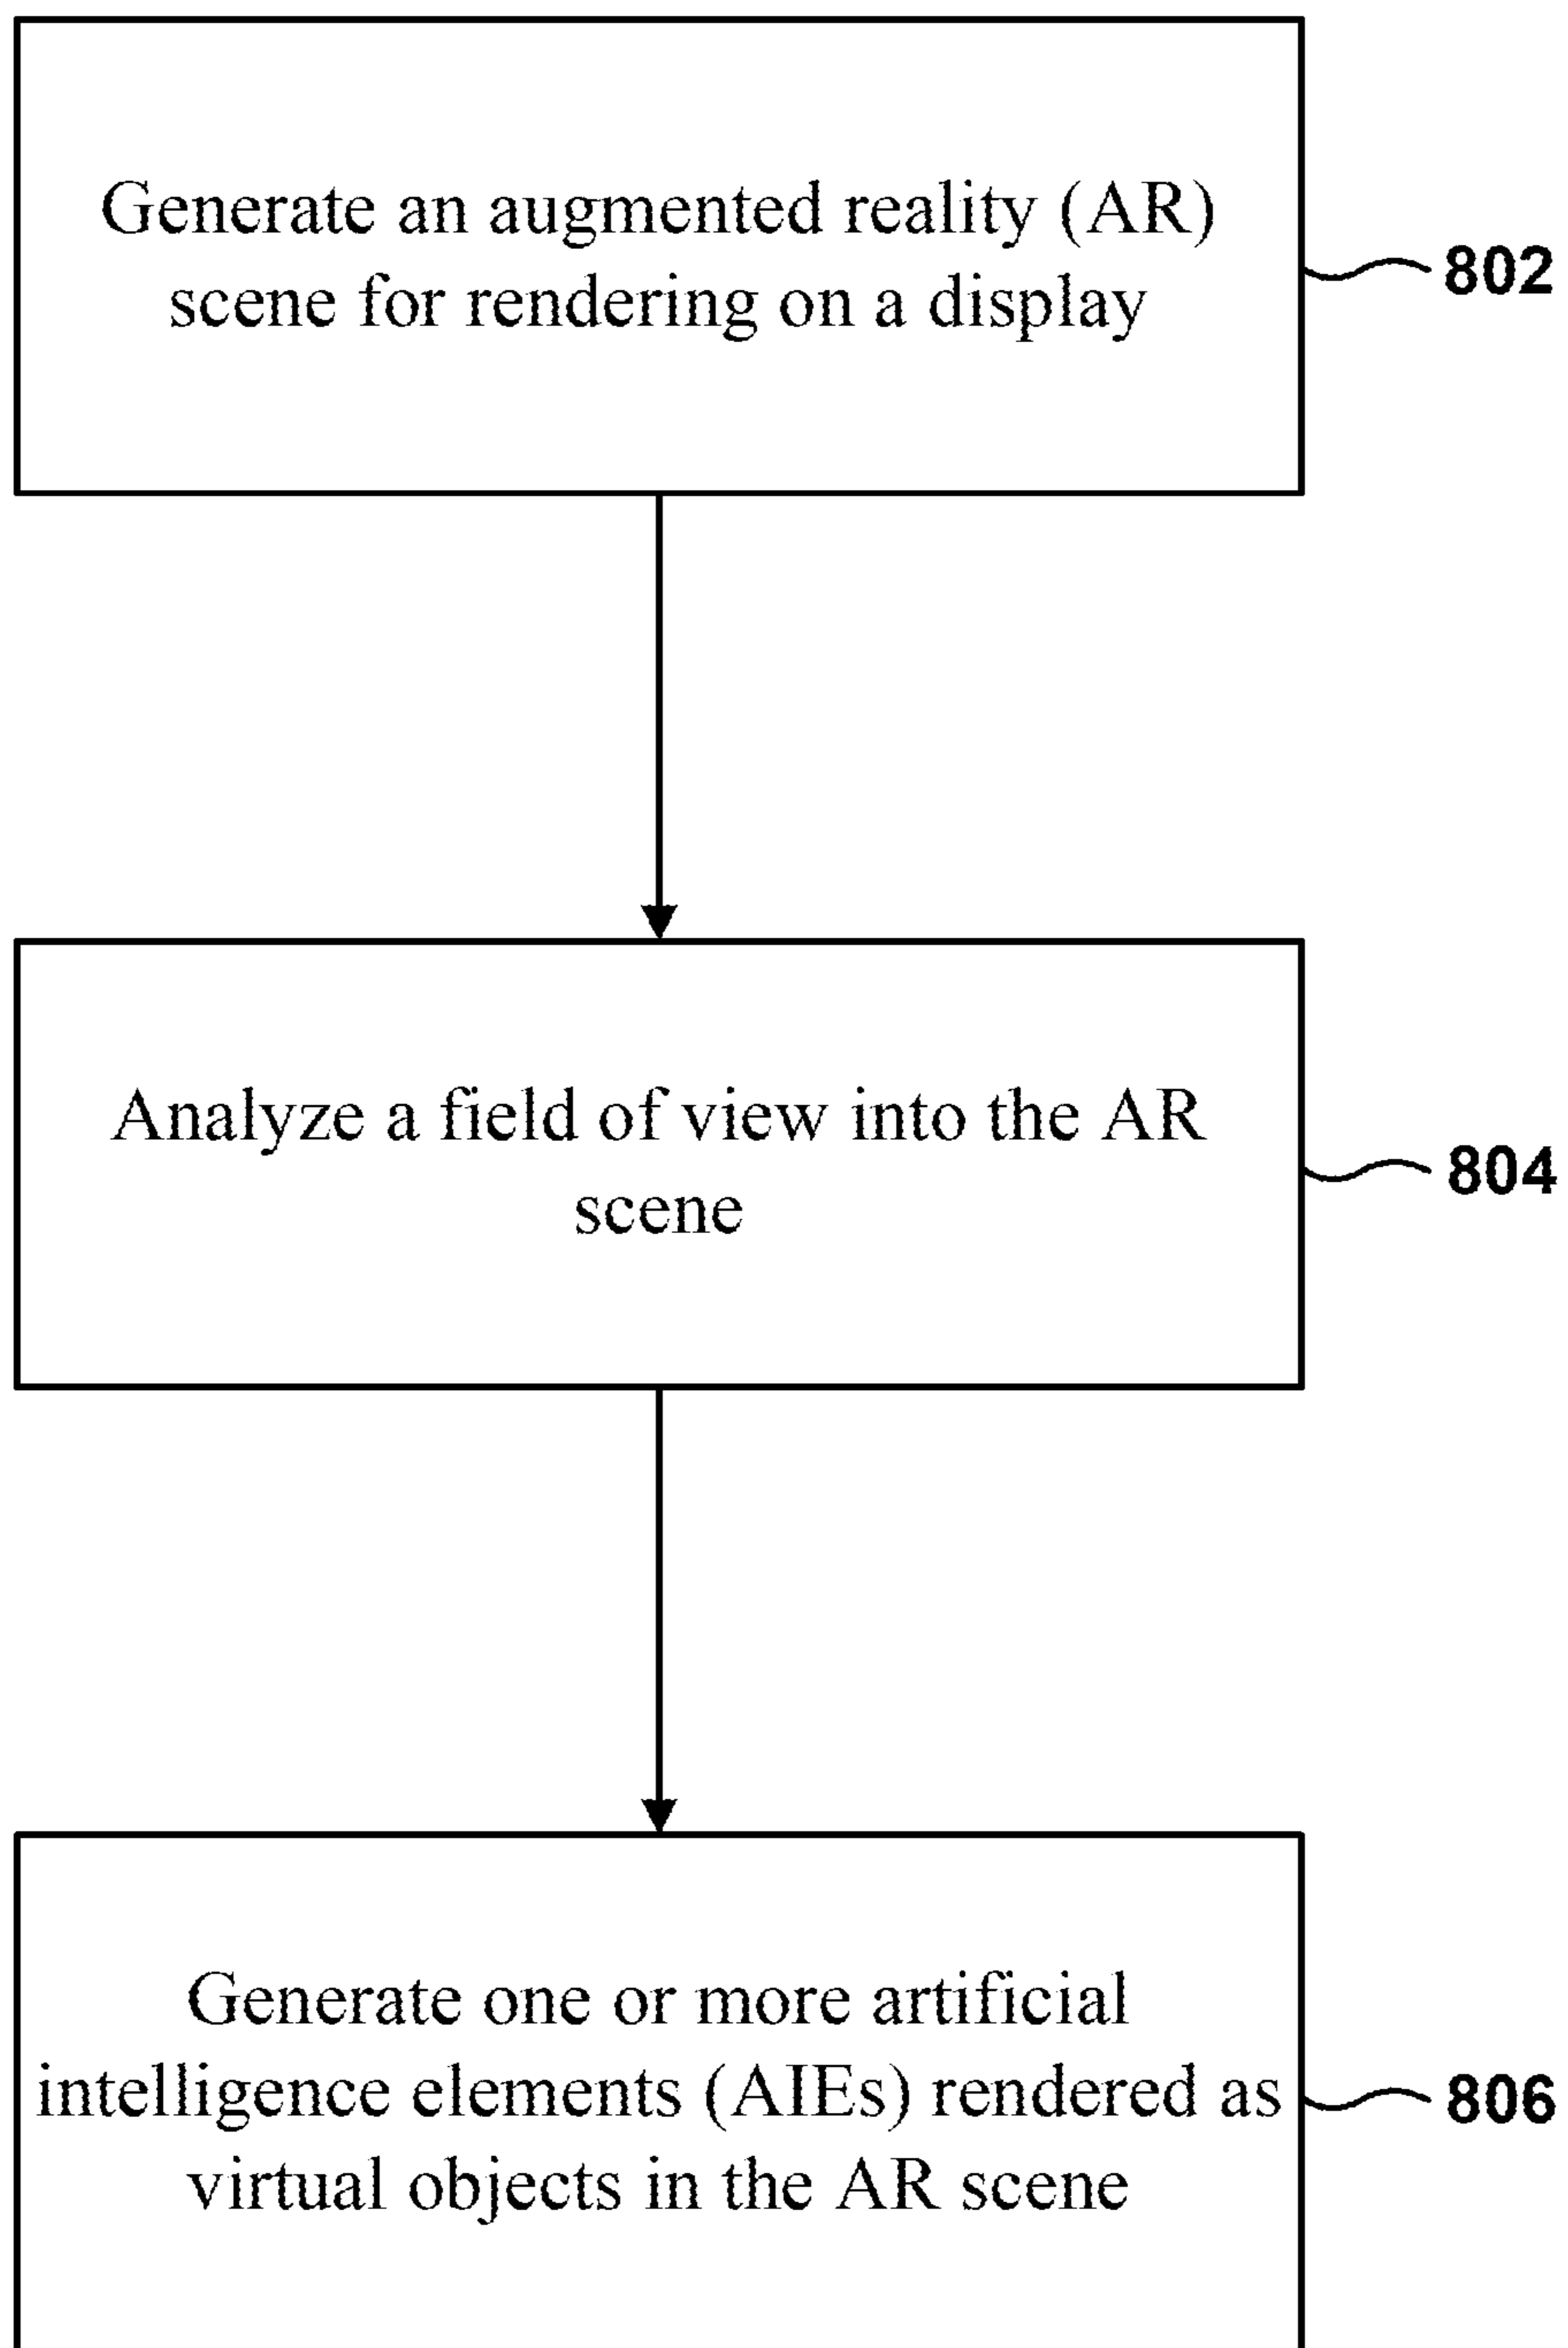 Generate an augmented reality (AR)
scene for rendering on a display
802
Analyze a field of view into the AR
scene
804
Generate one or more artificial
intelligence elements (AIEs) rendered as
virtual objects in the AR scene
806